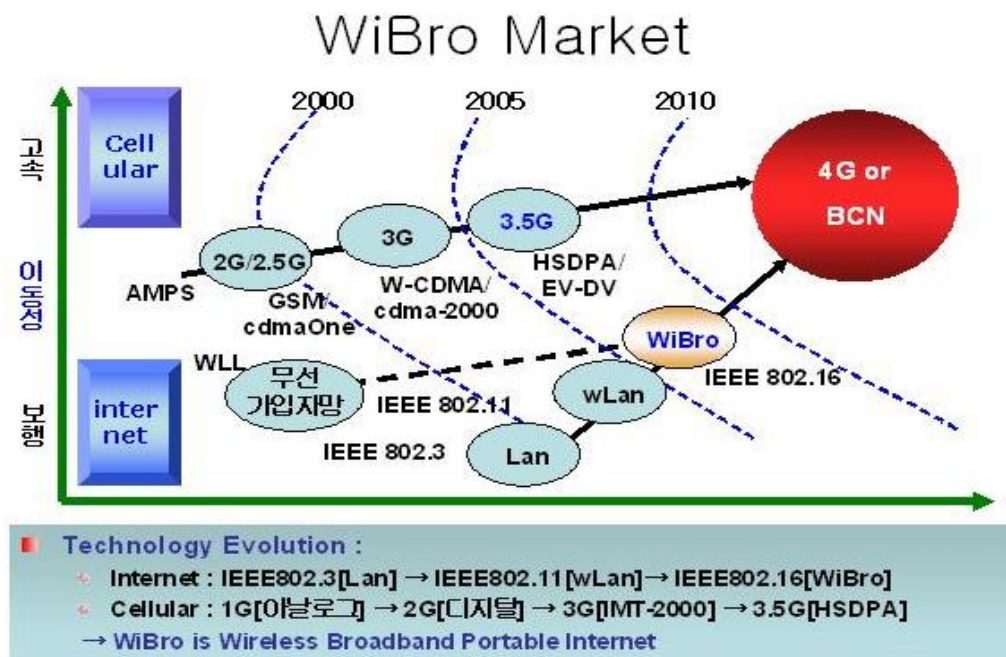 WiBro Market
2000
2005
2010
고속
Cell
ular
4G or
BCN
3.5G
3G
2G/2.5G
이동성
AMPS
HSDPA/
EV-DV
W-CDMA/
cdma-2000
GSM/
cdmaOne
WiBro
WLL
무선
가입자망
IEEE 802.16
wLan
IEEE 802.11
보행
inter
net
IEEE 802.3
Lan
Technology Evolution :
Internet : IEEE802.3[Lan] → IEEE802.11[wLan]→ IEEE802.16[WiBro]
Cellular : 1G[아날로그] → 2G[디지탈] → 3G[IMT-2000] → 3.5G[HSDPA]
→ WiBro is Wireless Broadband Portable Internet